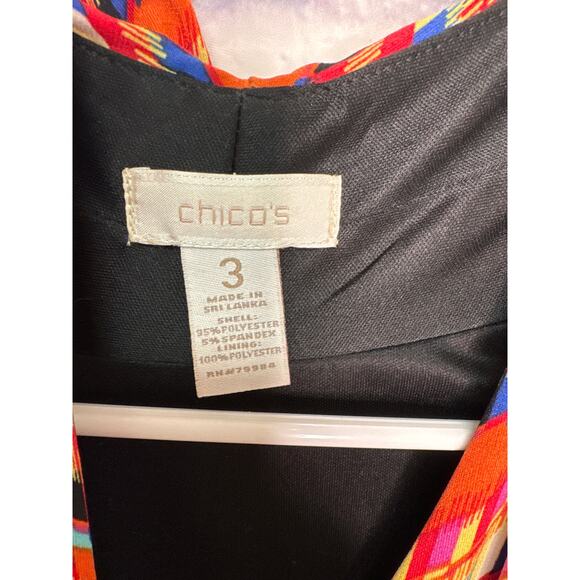 chico's
3
MADE IN
SRI LANKA
SHELL:
95%POLYESTER
5%SPANDEX
LINING:
100%POLYESTER
RN#79984